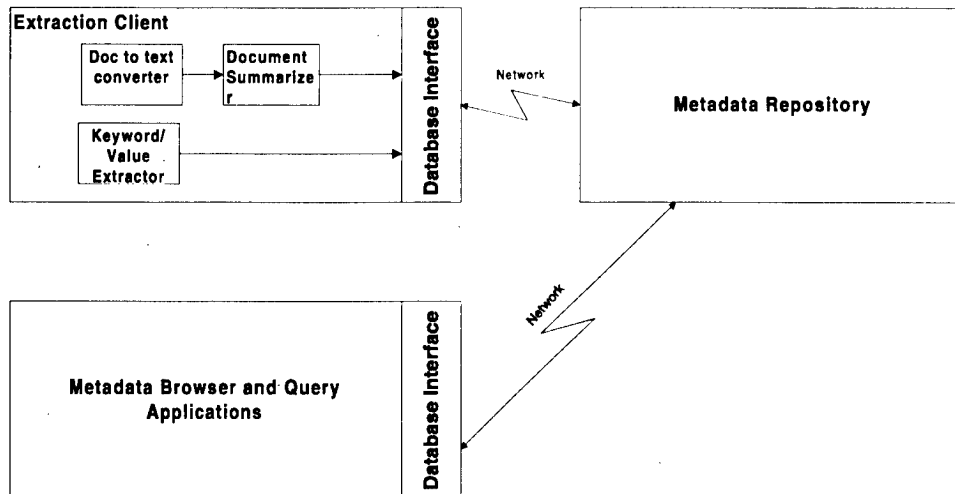 Extraction Client
Doc to text
converter
Document
Summarize
r
Keyword/
Value
Extractor
Database Interface
Network
Metadata Repository
Network
Metadata Browser and Query
Applications
Database Interface